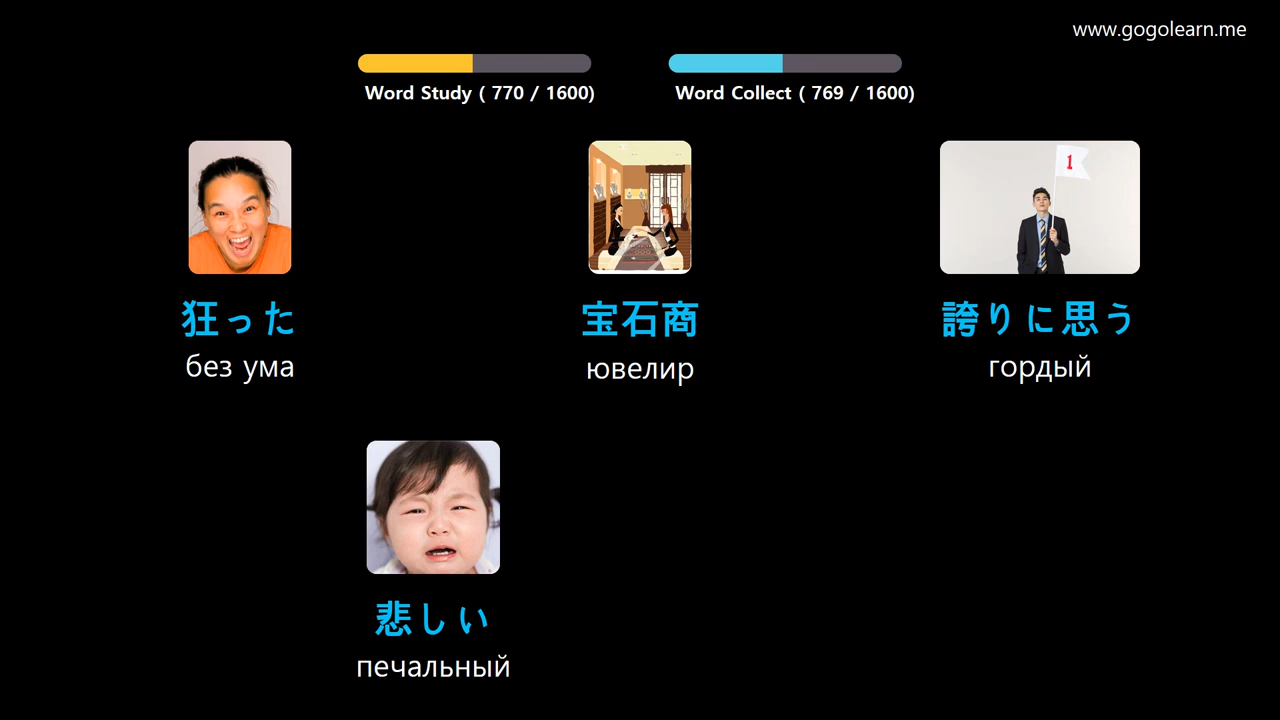 www.gogolearn.me
Word Study ( 770 / 1600)
Word Collect ( 769 / 1600)
1
狂った
без ума
宝石商
ювелир
誇りに思う
гордый
悲しい
печальный